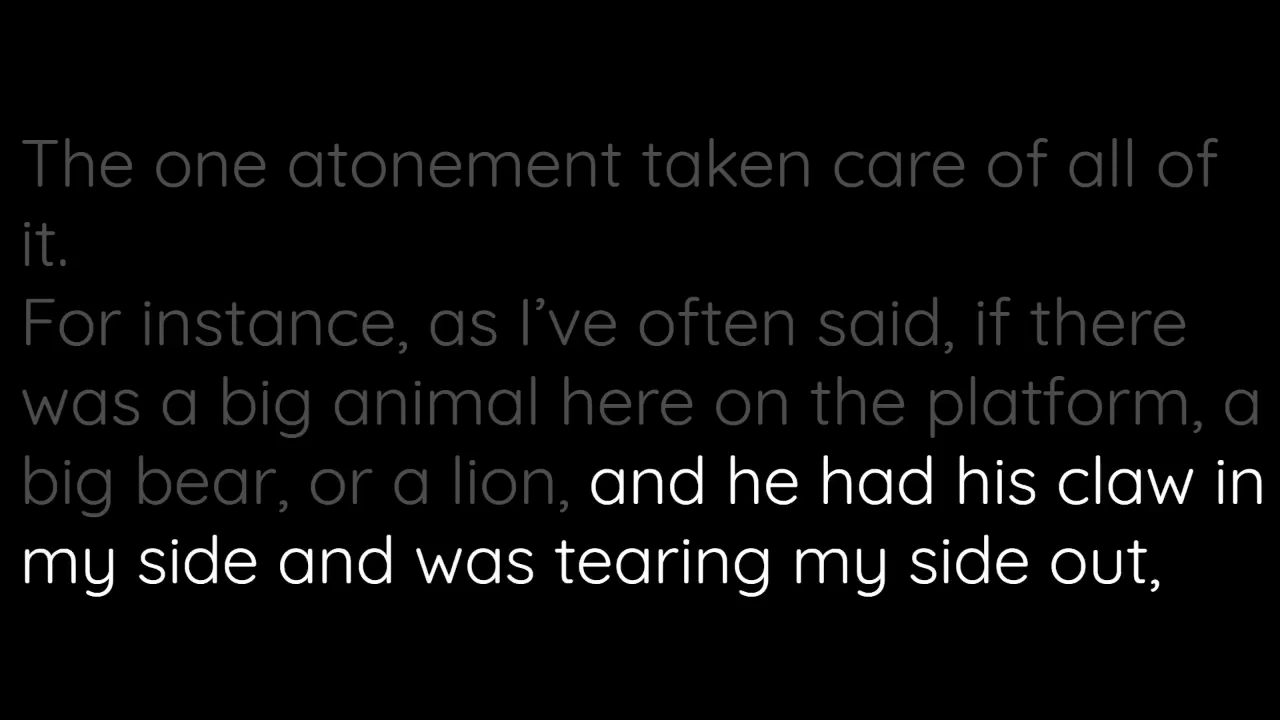 The one atonement taken care of all of
it.
For instance, as I’ve often said, if there
was a big animal here on the platform, a
big bear, or a lion, and he had his claw in
my side and was tearing my side out,